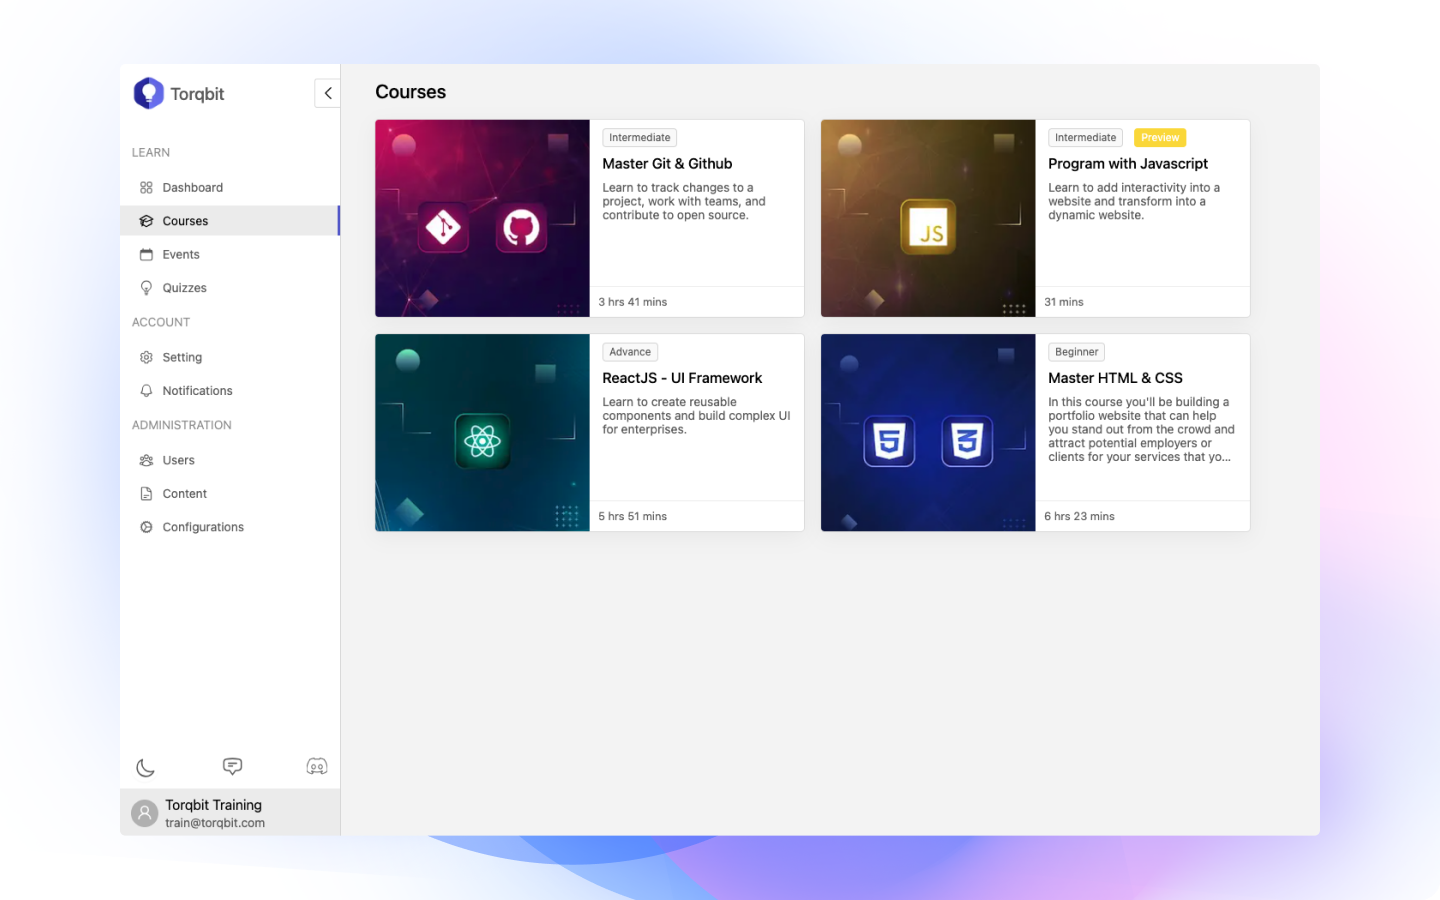 Torqbit
LEARN
Dashboard
Courses
Events
Quizzes
ACCOUNT
Setting
Notifications
ADMINISTRATION
Users
Content
Configurations
Torqbit Training
train@torqbit.com
Courses
Intermediate
Master Git & Github
Learn to track changes to a
project, work with teams, and
contribute to open source.
3 hrs 41 mins
JS
Intermediate Preview
Program with Javascript
Learn to add interactivity into a
website and transform into a
dynamic website.
31 mins
Advance
ReactJS - UI Framework
Learn to create reusable
components and build complex UI
for enterprises.
5 hrs 51 mins
5 3
Beginner
Master HTML & CSS
In this course you'll be building a
portfolio website that can help
you stand out from the crowd and
attract potential employers or
clients for your services that yo...
6 hrs 23 mins